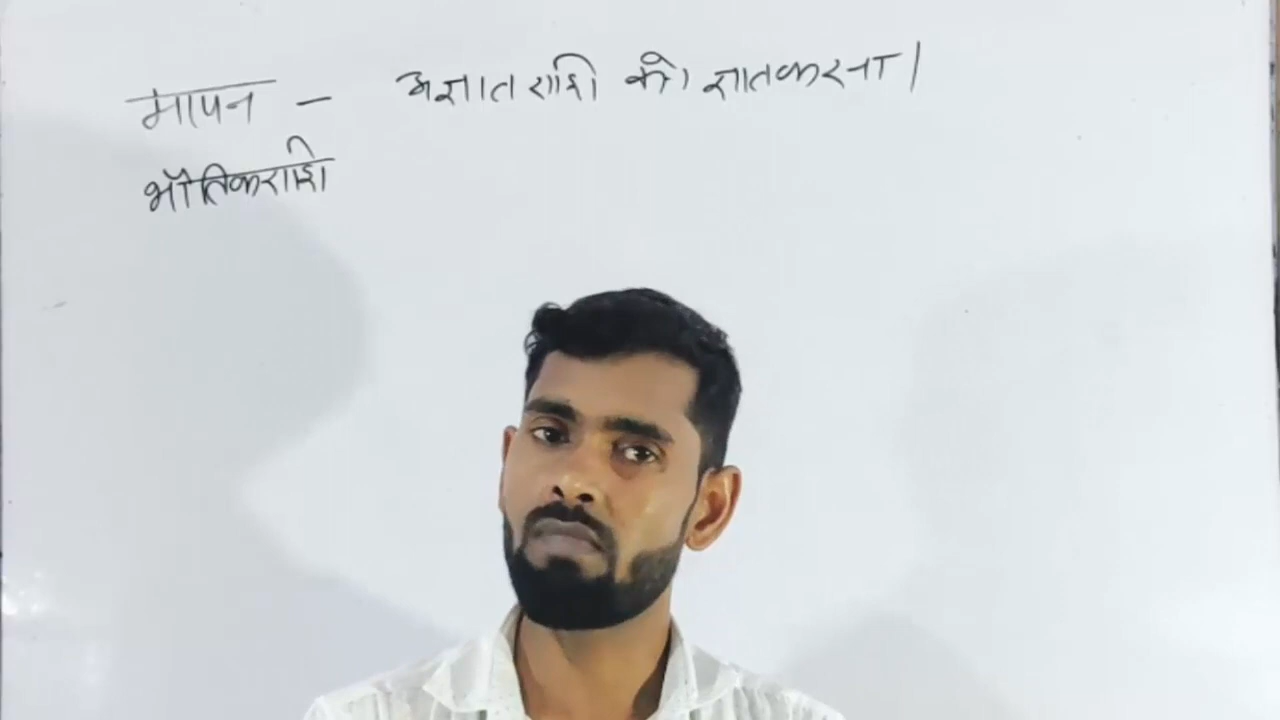 मापन - अज्ञात राशि को ज्ञात करना।
भौतिक राशि